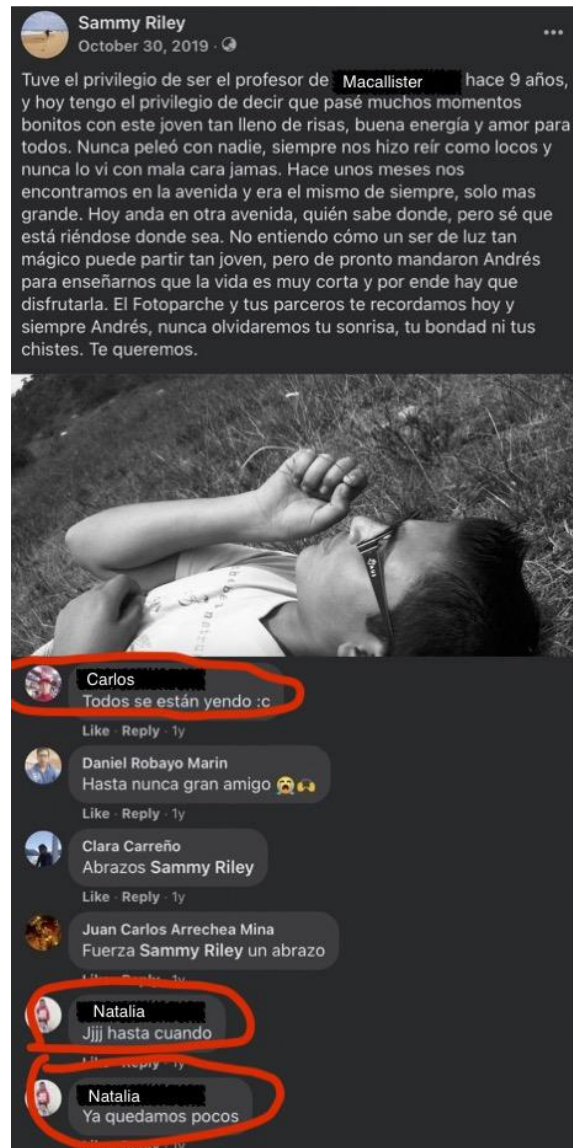 Sammy Riley
October 30, 2019 ·
Tuve el privilegio de ser el profesor de Macallister hace 9 años,
y hoy tengo el privilegio de decir que pasé muchos momentos
bonitos con este joven tan lleno de risas, buena energía y amor para
todos. Nunca peleó con nadie, siempre nos hizo reír como locos y
nunca lo vi con mala cara jamas. Hace unos meses nos
encontramos en la avenida y era el mismo de siempre, solo mas
grande. Hoy anda en otra avenida, quién sabe donde, pero sé que
está riéndose donde sea. No entiendo cómo un ser de luz tan
mágico puede partir tan joven, pero de pronto mandaron Andrés
para enseñarnos que la vida es muy corta y por ende hay que
disfrutarla. El Fotoparche y tus parceros te recordamos hoy y
siempre Andrés, nunca olvidaremos tu sonrisa, tu bondad ni tus
chistes. Te queremos.
Carlos
Todos se están yendo :c
Like · Reply · 1y
Daniel Robayo Marin
Hasta nunca gran amigo 😭🙌
Like · Reply · 1y
Clara Carreño
Abrazos Sammy Riley
Like · Reply · 1y
Juan Carlos Arrechea Mina
Fuerza Sammy Riley un abrazo
Like · Reply · 1y
Natalia
Jjjj hasta cuando
Like · Reply · 1y
Natalia
Ya quedamos pocos